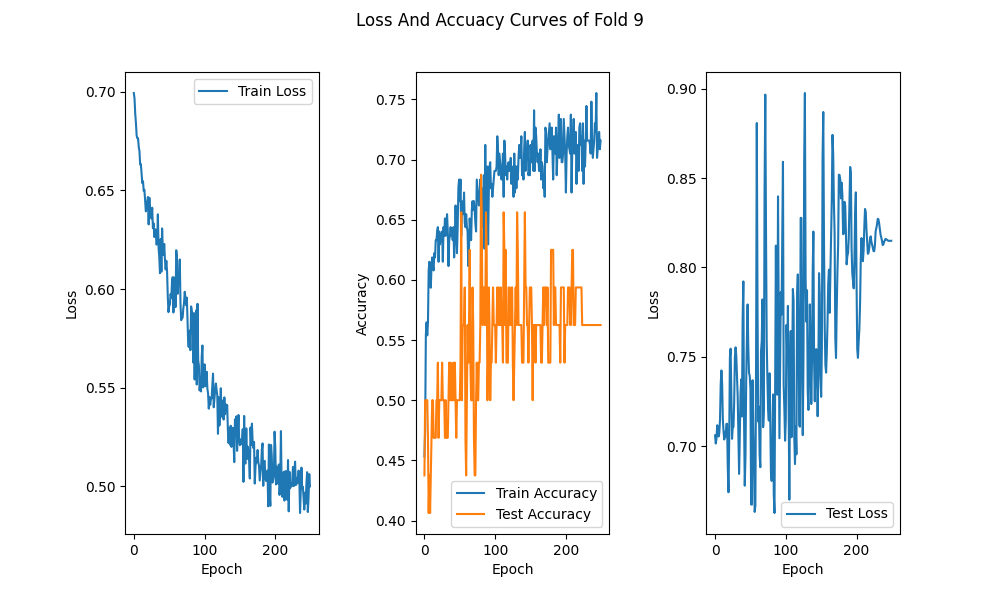 Loss And Accuacy Curves of Fold 9
Loss
0.70
0.65
0.60
0.55
0.50
Train Loss
0 100 200
Epoch
Accuracy
0.75
0.70
0.65
0.60
0.55
0.50
0.45
0.40
Train Accuracy
Test Accuracy
0 100 200
Epoch
Loss
0.90
0.85
0.80
0.75
0.70
Test Loss
0 100 200
Epoch